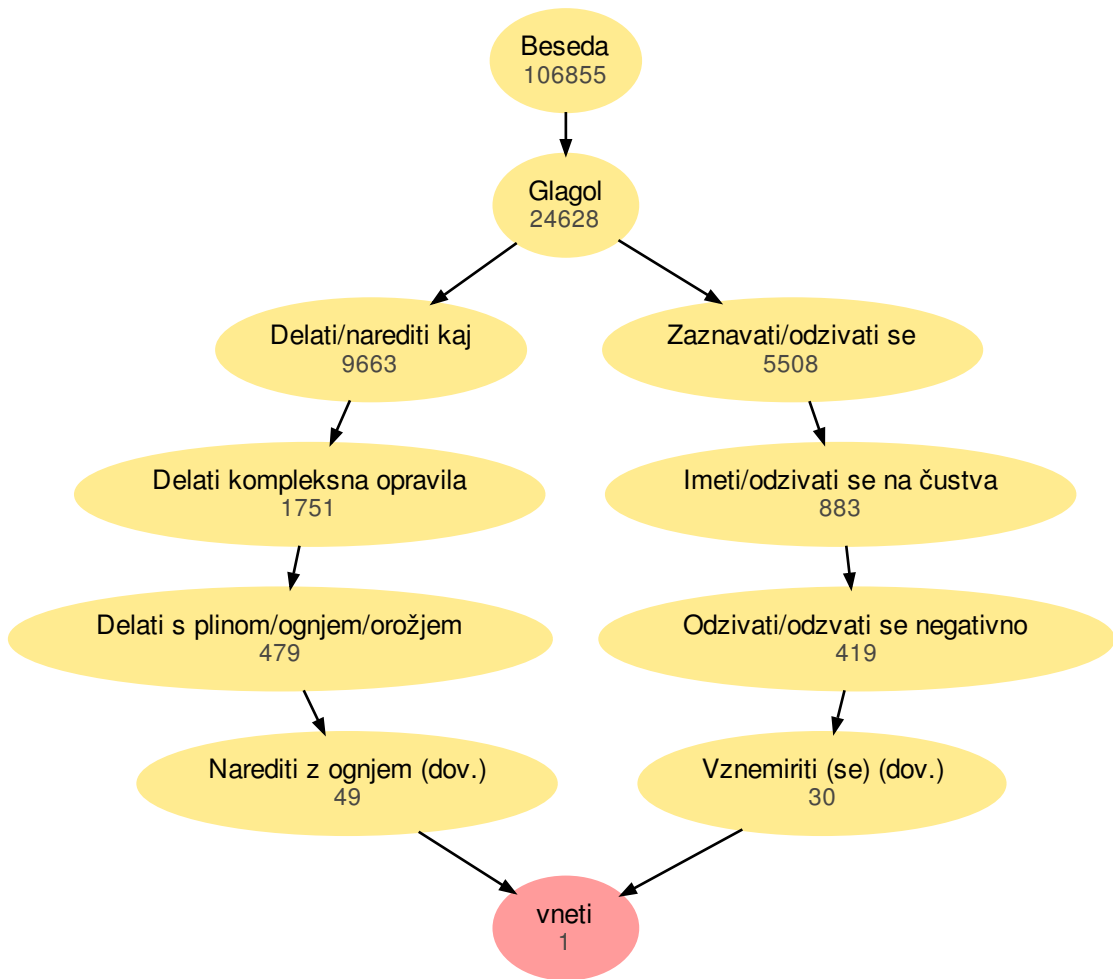 Beseda
106855
Glagol
24628
Delati/narediti kaj
9663
Zaznavati/odzivati se
5508
Delati kompleksna opravila
1751
Imeti/odzivati se na čustva
883
Delati s plinom/ognjem/orožjem
479
Odzivati/odzvati se negativno
419
Narediti z ognjem (dov.)
49
Vznemiriti (se) (dov.)
30
vneti
1